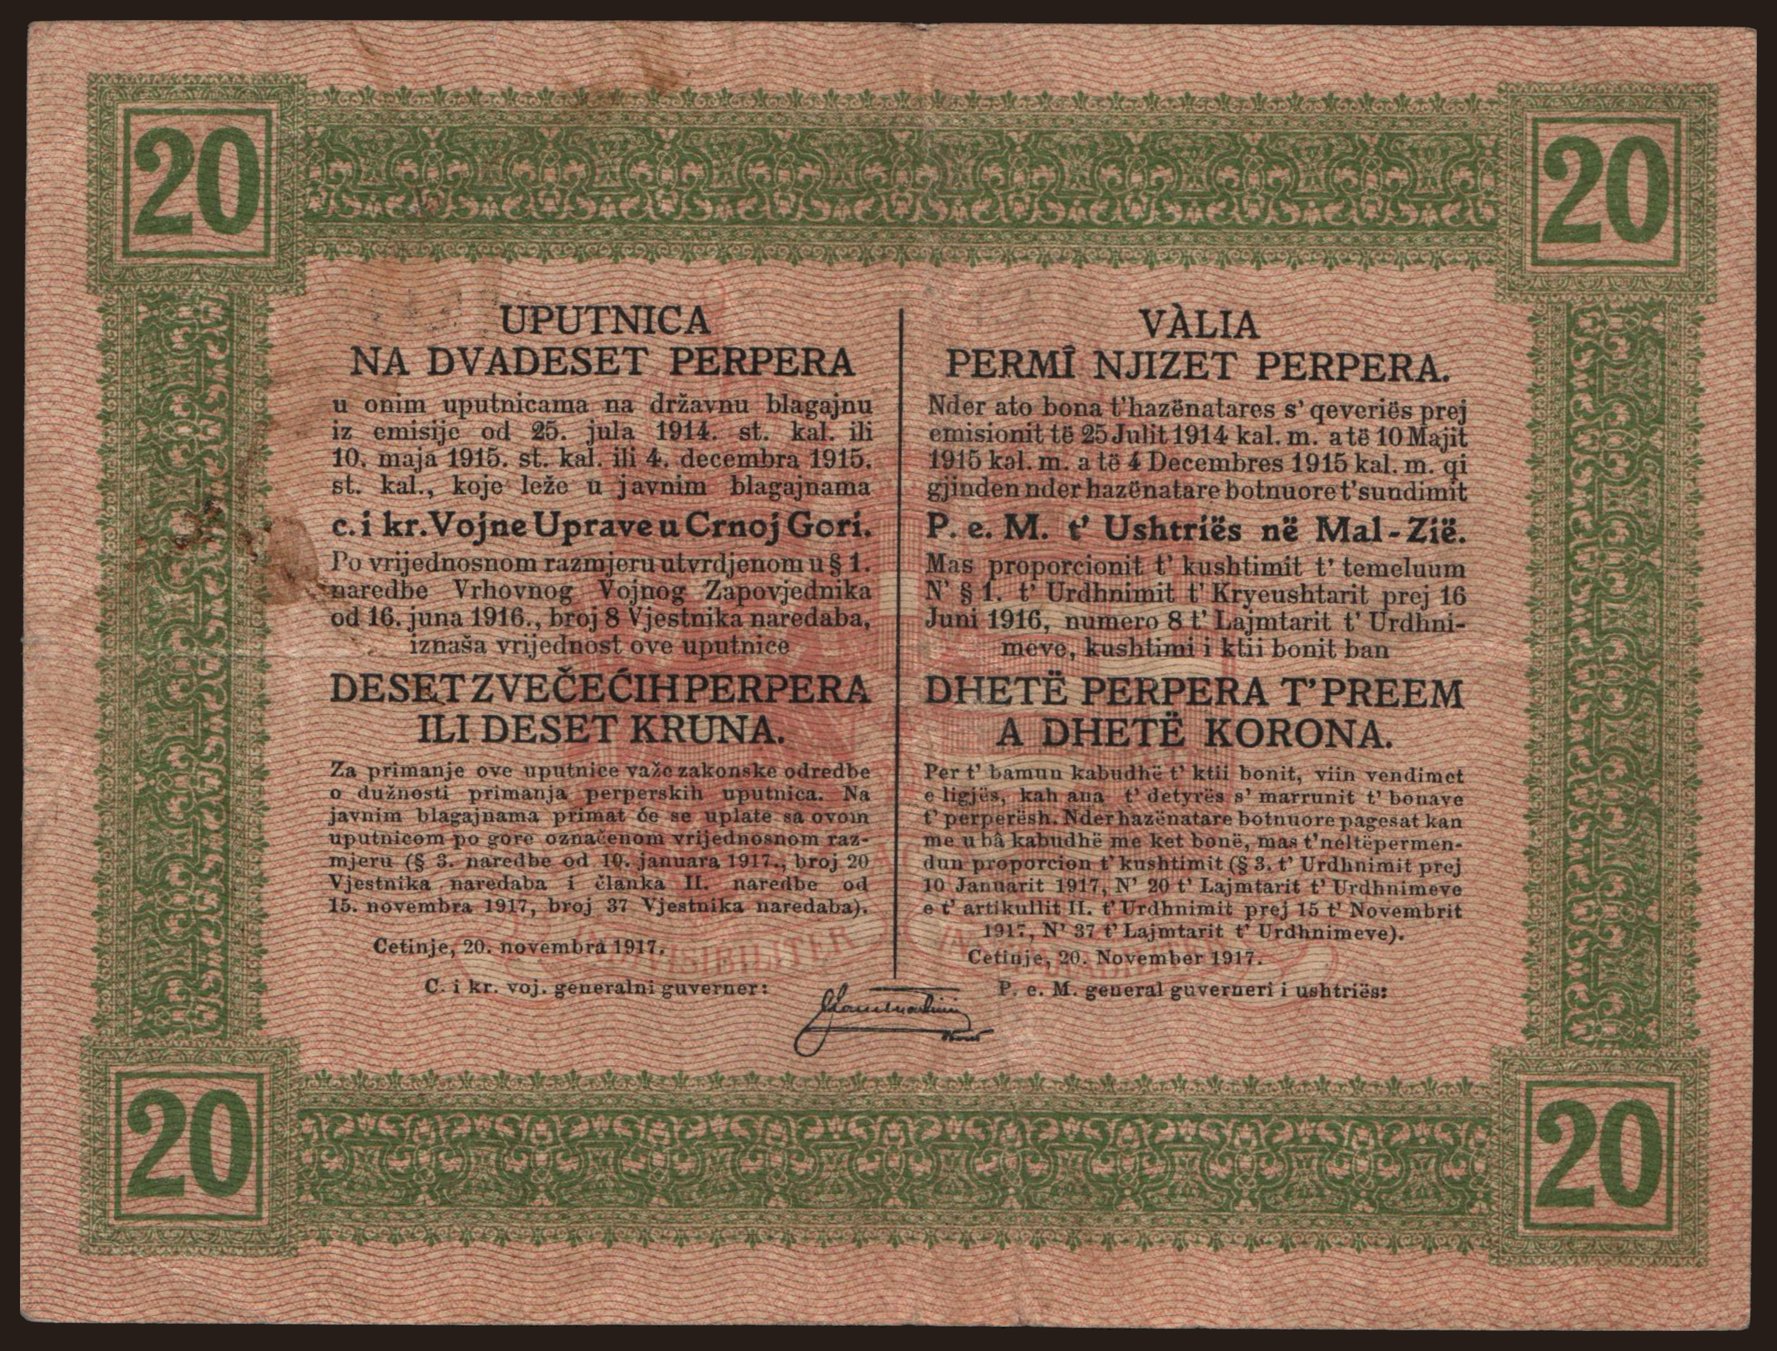 20
20
UPUTNICA
NA DVADESET PERPERA
u onim uputnicama na državnu blagajnu
iz emisije od 25. jula 1914. st. kal. ili
10. maja 1915. st. kal. ili 4. decembra 1915.
st. kal., koje leže u javnim blagajnama
c. i kr. Vojne Uprave u Crnoj Gori.
Po vrijednosnom razmjeru utvrdjenom u § 1.
naredbe Vrhovnog Vojnog Zapovjednika
od 16. juna 1916., broj 8 Vjestnika naredaba,
iznaša vrijednost ove uputnice
DESET ZVEČEĆIH PERPERA
ILI DESET KRUNA.
Za primanje ove uputnice važe zakonske odredbe
o dužnosti primanja perperskih uputnica. Na
javnim blagajnama primat će se uplate sa ovom
uputnicom po gore označenom vrijednosnom raz-
mjeru (§ 3. naredbe od 10. januara 1917., broj 20
Vjestnika naredaba i članka II. naredbe od
15. novembra 1917, broj 37 Vjestnika naredaba).
Cetinje, 20. novembra 1917.
C. i kr. voj. generalni guverner:
VÀLIA
PERMÎ NJIZET PERPERA.
Nder ato bona t' hazënatares s' qeveriës prej
emisionit të 25 Julit 1914 kal. m. a të 10 Majit
1915 kal. m. a të 4 Decembres 1915 kal. m. qi
gjinden nder hazënatare botnuore t' sundimit
P. e. M. t' Ushtriës në Mal-Zië.
Mas proporcionit t' kushtimit t' temeluum
N' § 1. t' Urdhnimit t' Kryeushtarit prej 16
Juni 1916, numero 8 t' Lajmtarit t' Urdhni-
meve, kushtimi i ktii bonit ban
DHETË PERPERA T' PREEM
A DHETË KORONA.
Per t' bamun kabudhë t' ktii bonit, viin vendimet
e ligjës, kah ana t' detyrës s' marrunit t' bonave
t' perperësh. Nder hazënatare botnuore pagesat kan
me u bâ kabudhë me ket bonë, mas t' neltëpermen-
dun proporcion t' kushtimit (§ 3. t' Urdhnimit prej
10 Januarit 1917, N' 20 t' Lajmtarit t' Urdhnimeve
e t' artikullit II. t' Urdhnimit prej 15 t' Novembrit
1917, N' 37 t' Lajmtarit t' Urdhnimeve).
Cetinje, 20. November 1917.
P. e. M. general guverneri i ushtriës:
20
20